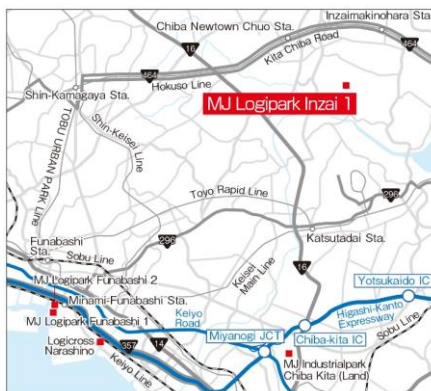 Inzaimakinohara Sta.
Chiba Newtown Chuo Sta.
16
464
Kita Chiba Road
464
Hokuso Line
Shin-Kamagaya Sta.
MJ Logipark Inzai 1
TOBU URBAN PARK Line
Shin-Keisei Line
Toyo Rapid Line
296
Katsutadai Sta.
Funabashi
Sta.
Sobu Line
296
Keisei
Main Line
16
MJ Logipark Funabashi 2
Minami-Funabashi Sta.
MJ Logipark Funabashi 1
Keiyo
Road
Yotsukaido IC
Higashi-Kanto
Expressway
Miyanogi JCT
Chiba-kita IC
Sobu Line
Logicross
Narashino
357
14
Keiyo Line
MJ Industrialpark
Chiba Kita (Land)